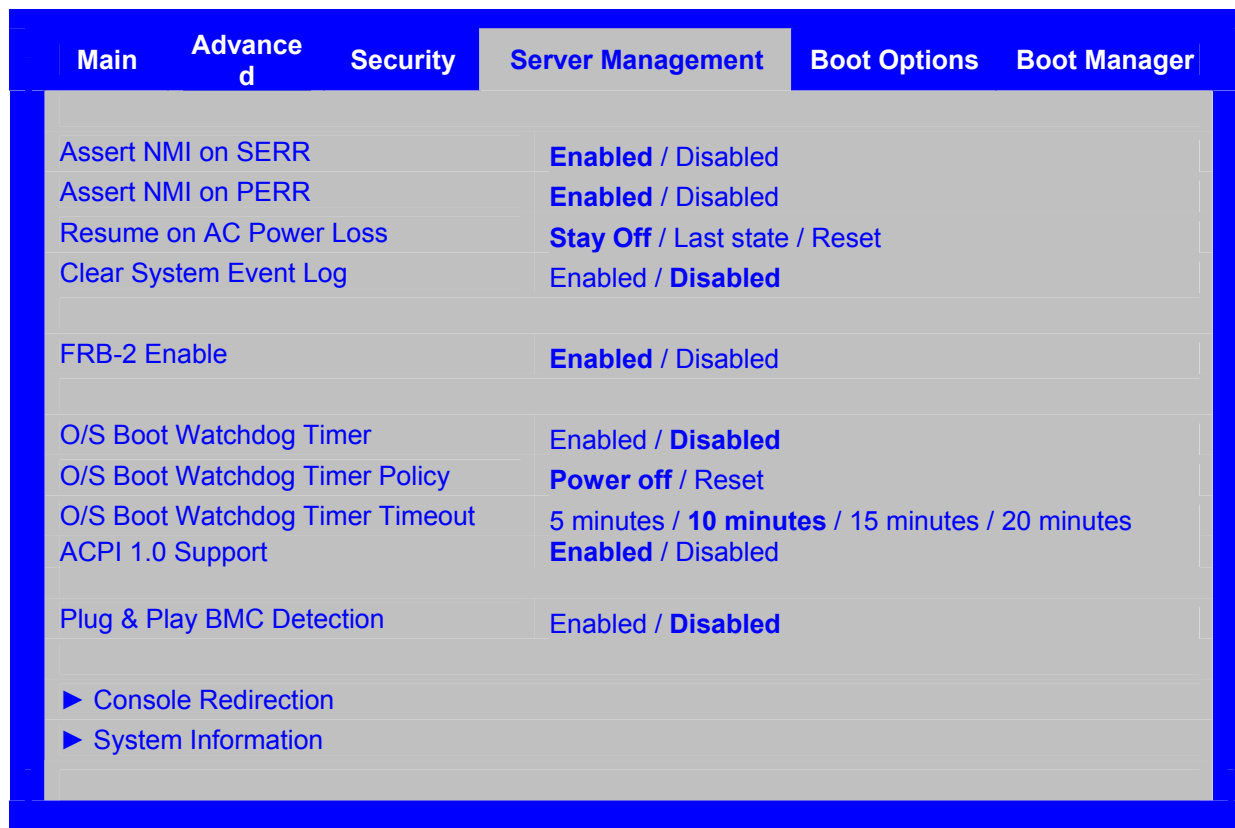 Main Advance
d Security Server Management Boot Options Boot Manager
Assert NMI on SERR Enabled / Disabled
Assert NMI on PERR Enabled / Disabled
Resume on AC Power Loss Stay Off / Last state / Reset
Clear System Event Log Enabled / Disabled
FRB-2 Enable Enabled / Disabled
O/S Boot Watchdog Timer Enabled / Disabled
O/S Boot Watchdog Timer Policy Power off / Reset
O/S Boot Watchdog Timer Timeout 5 minutes / 10 minutes / 15 minutes / 20 minutes
ACPI 1.0 Support Enabled / Disabled
Plug & Play BMC Detection Enabled / Disabled
► Console Redirection
► System Information